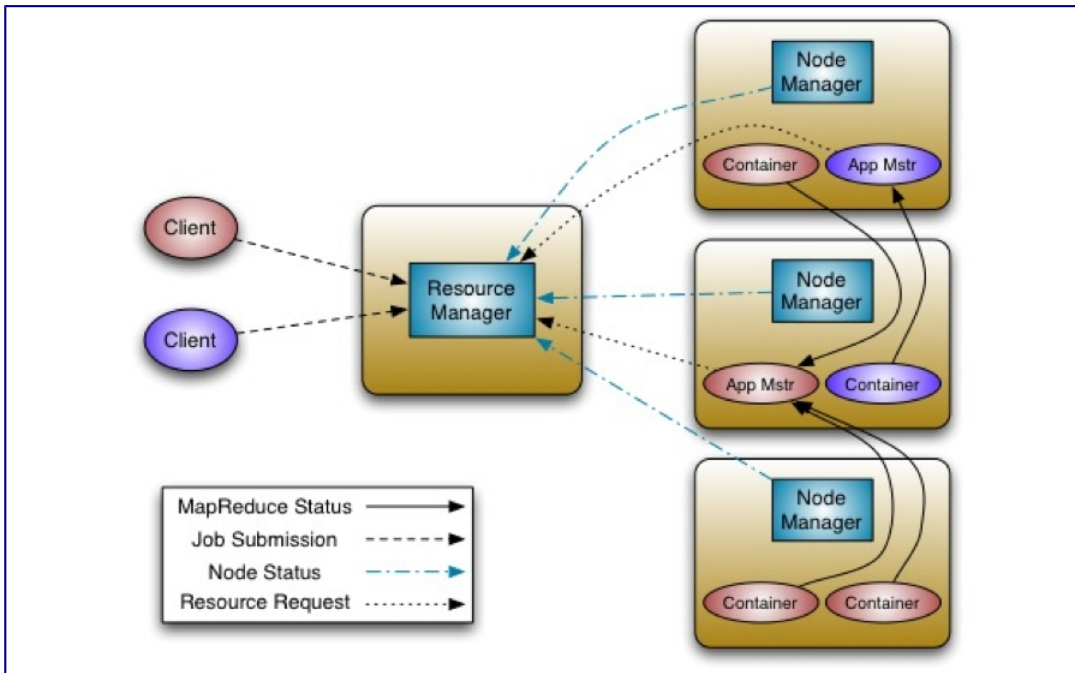 Node
Manager
Container
App Mstr
Client
Resource
Manager
Client
Node
Manager
App Mstr
Container
Node
Manager
Container
Container
MapReduce Status
Job Submission
Node Status
Resource Request